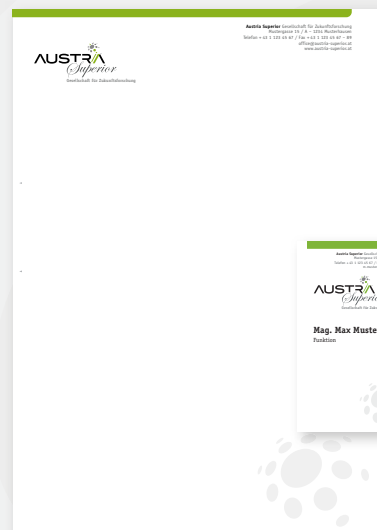 Austria Superior Gesellschaft für Zukunftsforschung
Mustergasse 15 / A - 1234 Musterhausen
Telefon +43 1 123 45 67 / Fax +43 1 123 45 67 - 89
office@austria-superior.at
www.austria-superior.at
AUSTRIA
Superior
Gesellschaft für Zukunftsforschung
Austria Superior
AUSTRIA
Mag. Max Muste
Funktion